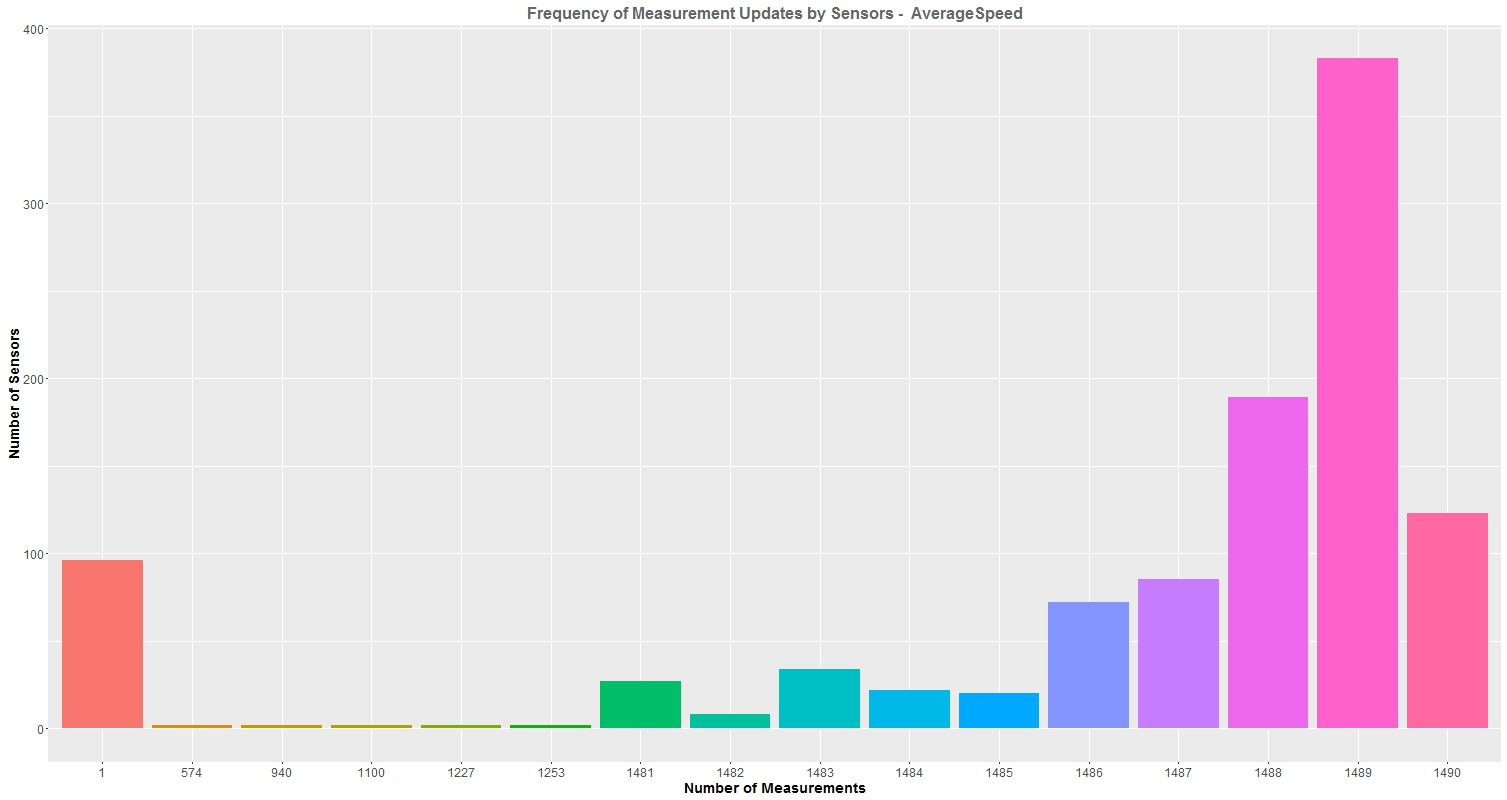 Frequency of Measurement Updates by Sensors - AverageSpeed
400
300
200
100
0
Number of Sensors
1 574 940 1100 1227 1253 1481 1482 1483 1484 1485 1486 1487 1488 1489 1490
Number of Measurements